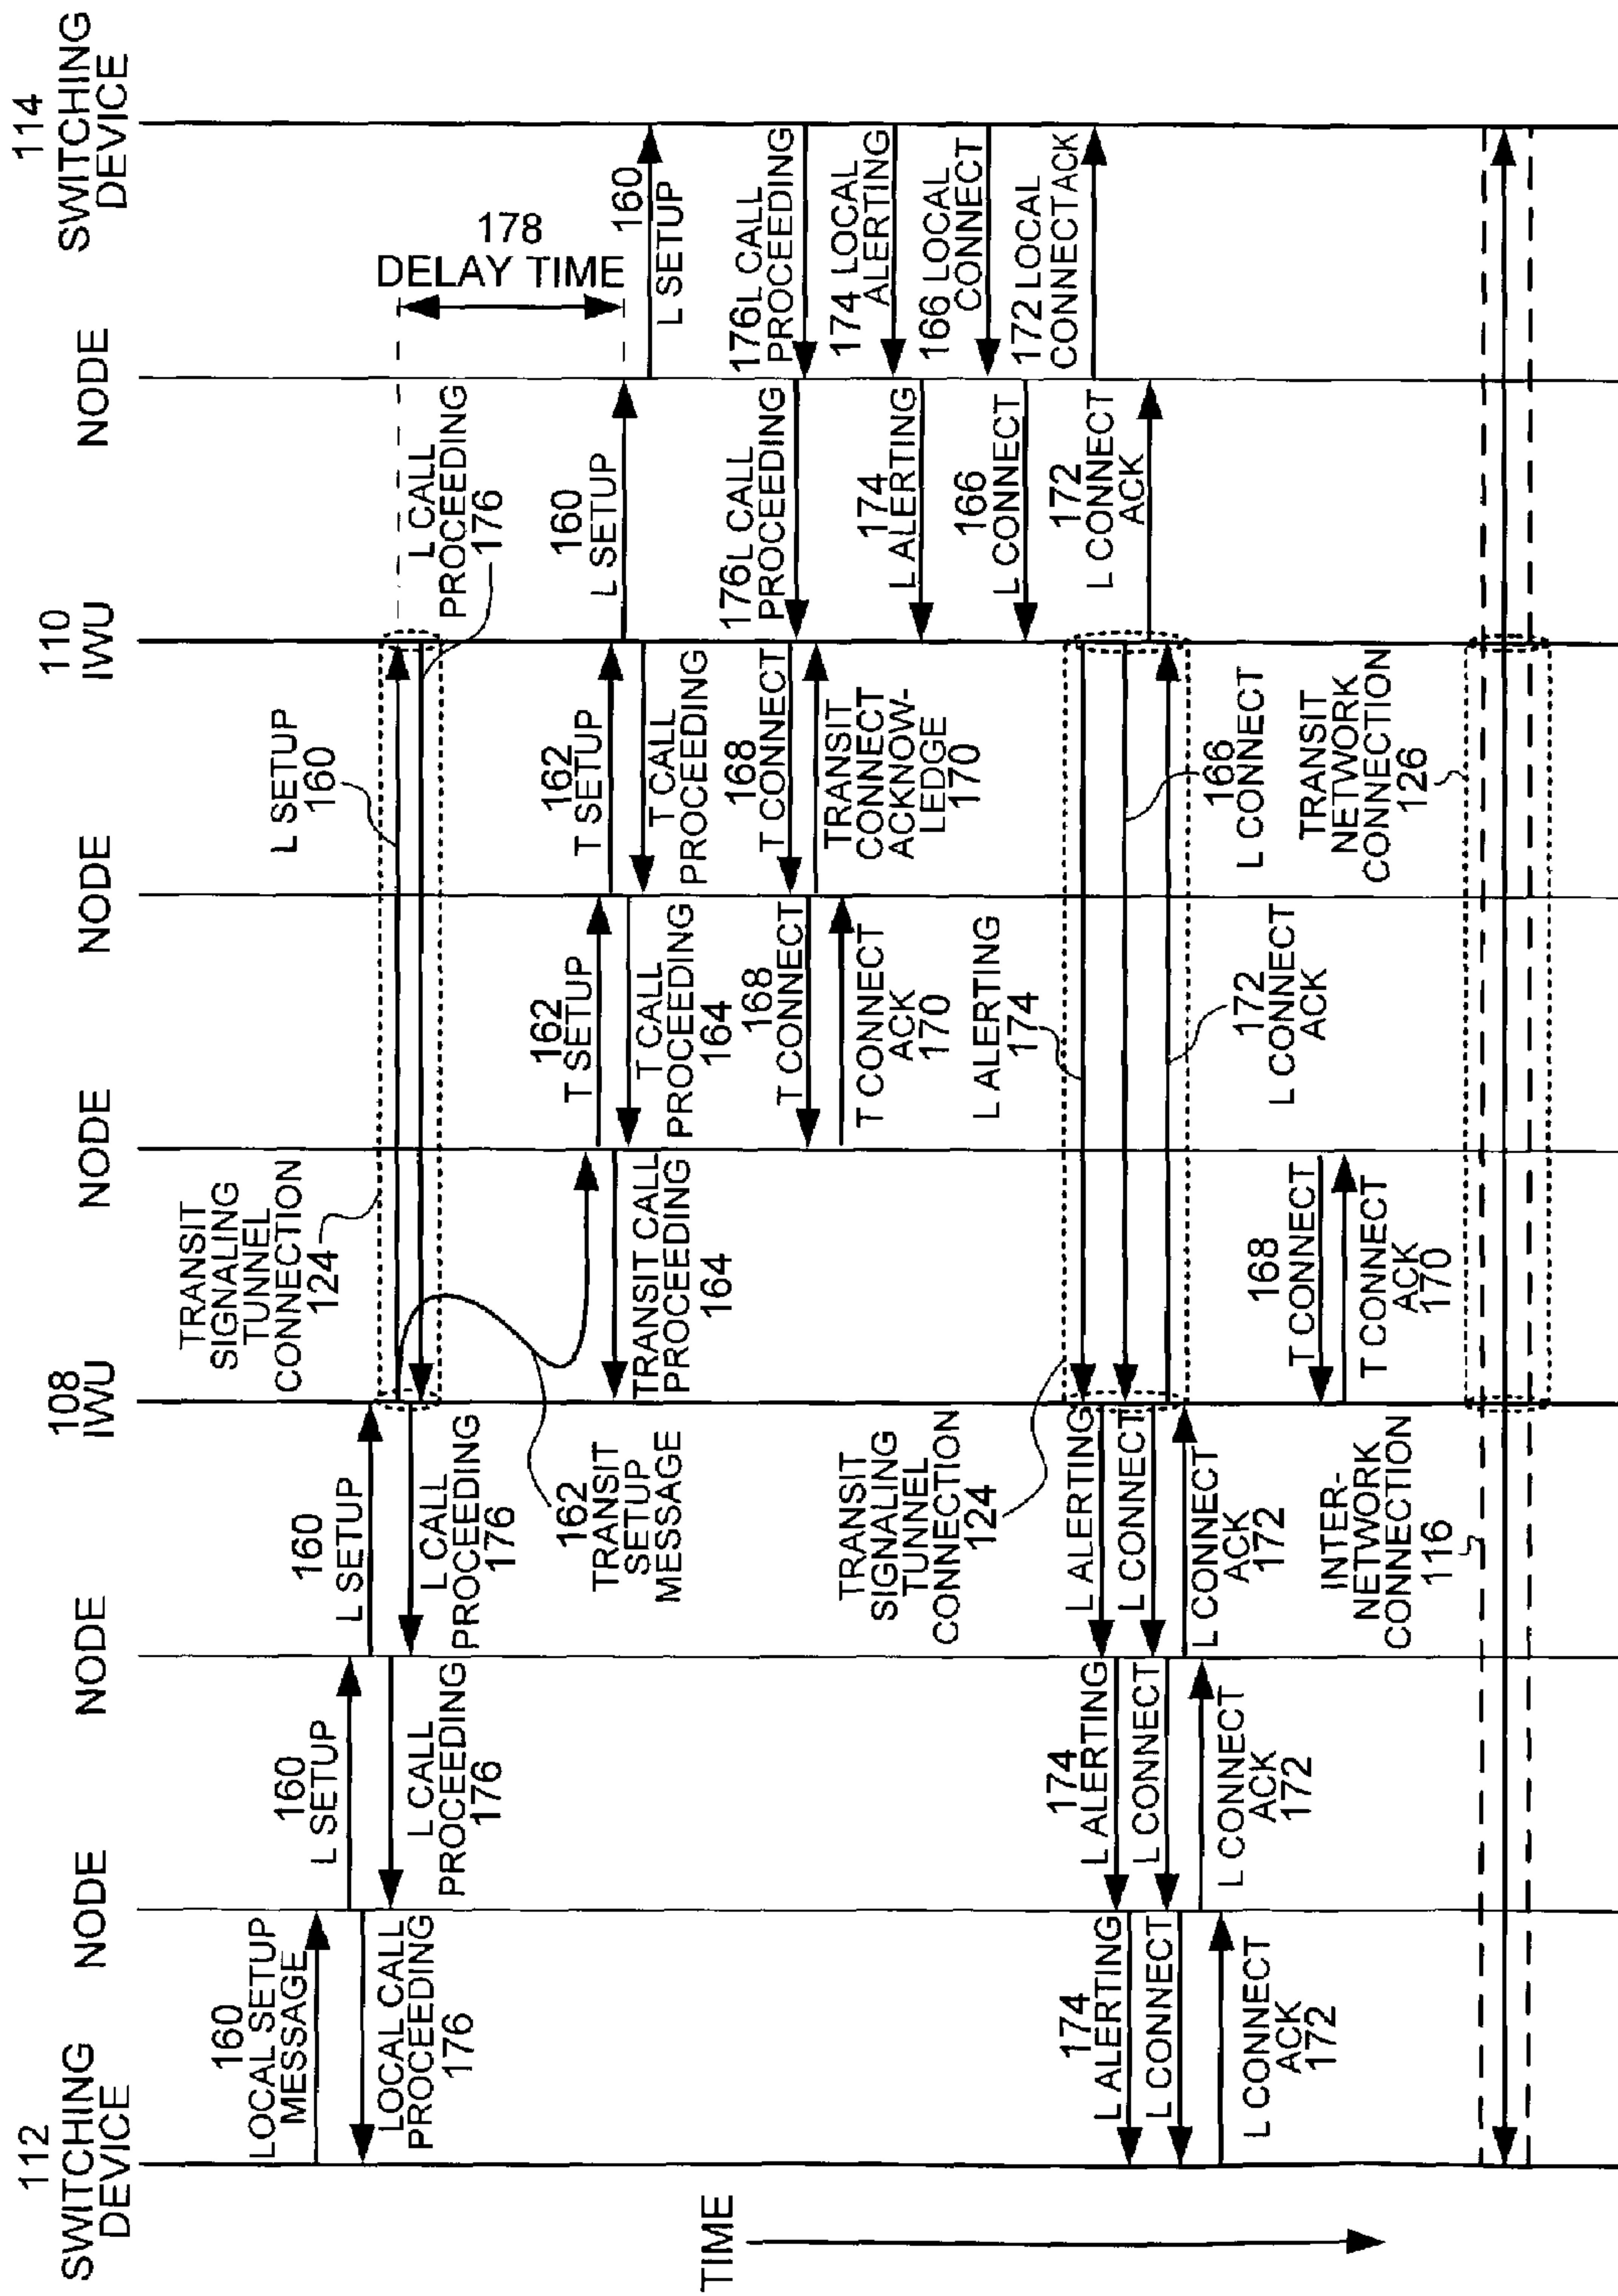 112
SWITCHING
DEVICE
NODE
NODE
108
IWU
NODE
NODE
110
IWU
NODE
114
SWITCHING
DEVICE
TIME
160
LOCAL SETUP
MESSAGE
LOCAL CALL
PROCEEDING
176
L ALERTING
174
L CONNECT
L CONNECT
ACK
172
160
L SETUP
L CALL
PROCEEDING
176
174
L ALERTING
L CONNECT
L CONNECT
ACK
172
160
L SETUP
L CALL
PROCEEDING
176
162
TRANSIT
SETUP
MESSAGE
TRANSIT
SIGNALING
TUNNEL
CONNECTION
124
L ALERTING
L CONNECT
L CONNECT
ACK
172
INTER-
NETWORK
CONNECTION
116
TRANSIT
SIGNALING
TUNNEL
CONNECTION
124
TRANSIT CALL
PROCEEDING
164
168
T CONNECT
T CONNECT
ACK
170
162
T SETUP
T CALL
PROCEEDING
164
168
T CONNECT
T CONNECT
ACK
170
L ALERTING
174
172
L CONNECT
ACK
L SETUP
160
162
T SETUP
T CALL
PROCEEDING
168
T CONNECT
TRANSIT
CONNECT
ACKNOW-
LEDGE
170
166
L CONNECT
TRANSIT
NETWORK
CONNECTION
126
L CALL
PROCEEDING
176
160
L SETUP
176L CALL
PROCEEDING
174
L ALERTING
166
L CONNECT
172
L CONNECT
ACK
178
DELAY TIME
160
L SETUP
176L CALL
PROCEEDING
174 LOCAL
ALERTING
166 LOCAL
CONNECT
172 LOCAL
CONNECT ACK